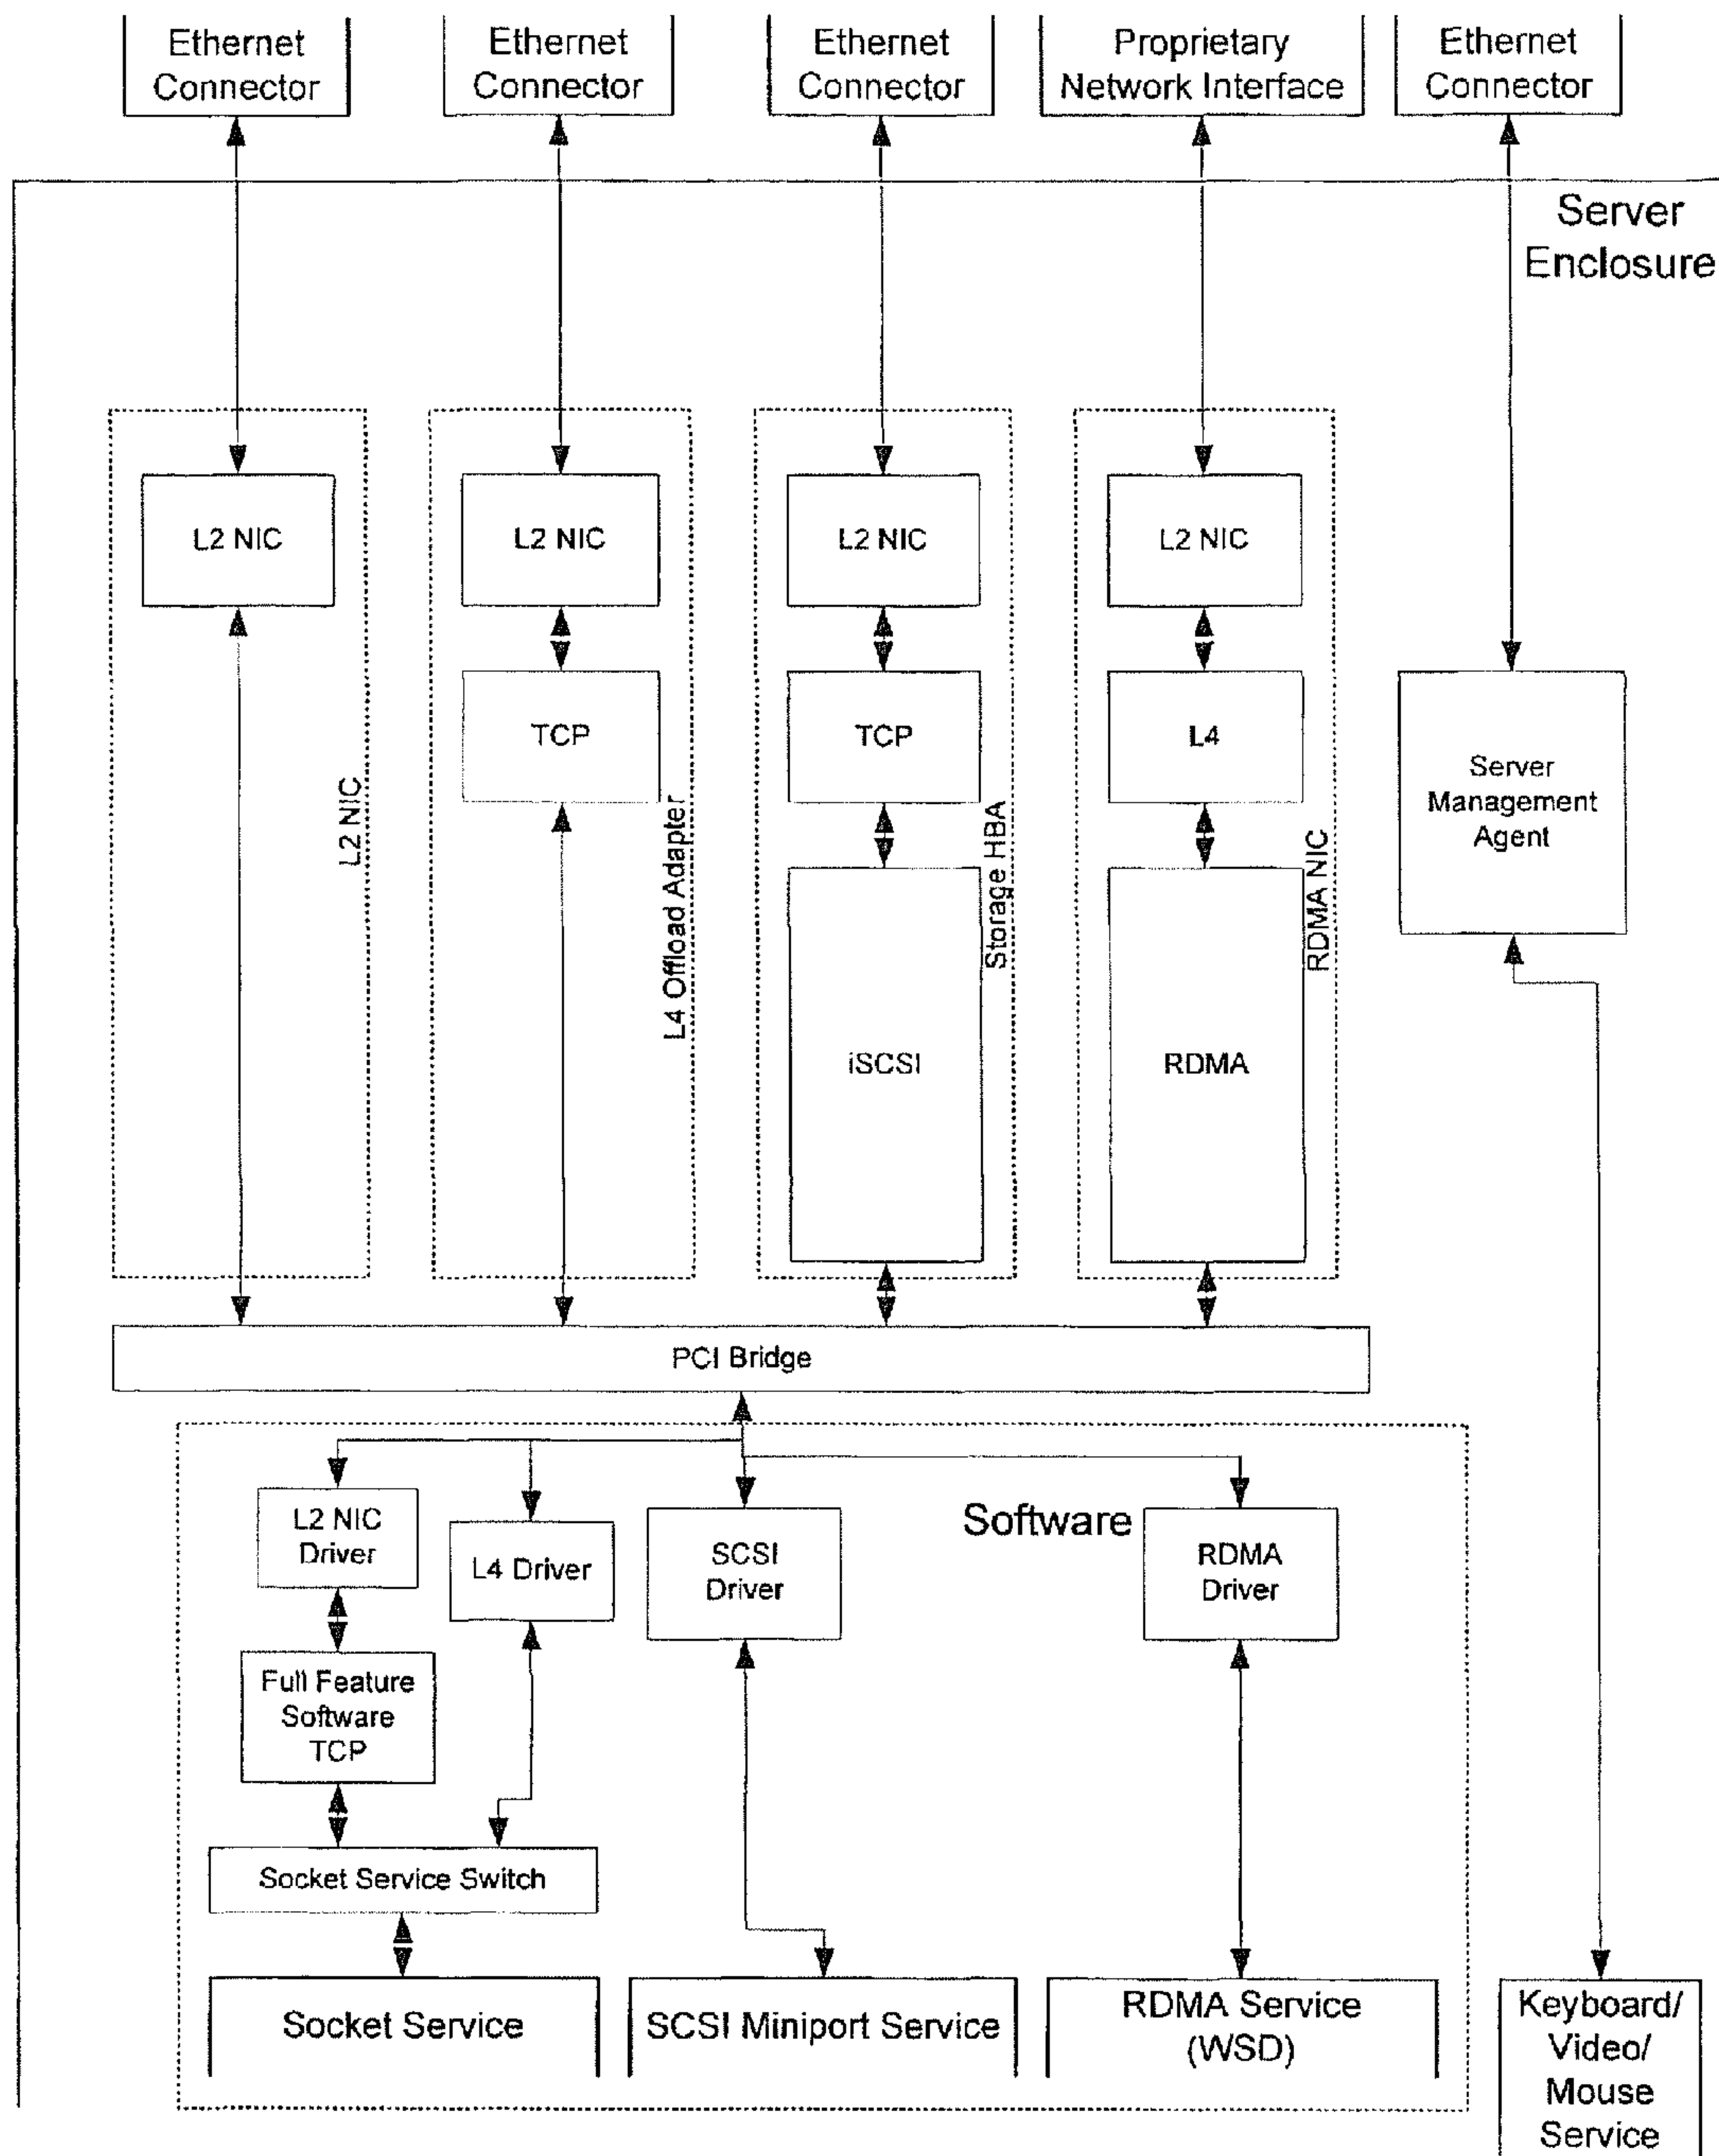 Ethernet
Connector
Ethernet
Connector
Ethernet
Connector
Proprietary
Network Interface
Ethernet
Connector
Server
Enclosure
L2 NIC
L2 NIC
L2 NIC
L2 NIC
TCP
TCP
L4
Server
Management
Agent
L2 NIC
L4 Offload Adapter
Storage HBA
RDMA NIC
iSCSI
RDMA
PCI Bridge
Software
L2 NIC
Driver
L4 Driver
SCSI
Driver
RDMA
Driver
Full Feature
Software
TCP
Socket Service Switch
Socket Service
SCSI Miniport Service
RDMA Service
(WSD)
Keyboard/
Video/
Mouse
Service